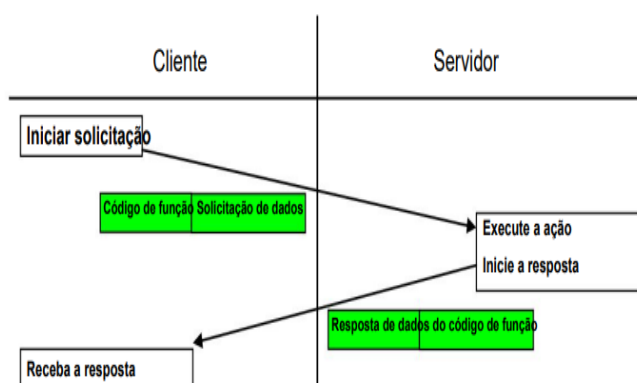 Cliente
Servidor
Iniciar solicitação
Código de função Solicitação de dados
Execute a ação
Inicie a resposta
Resposta de dados do código de função
Receba a resposta